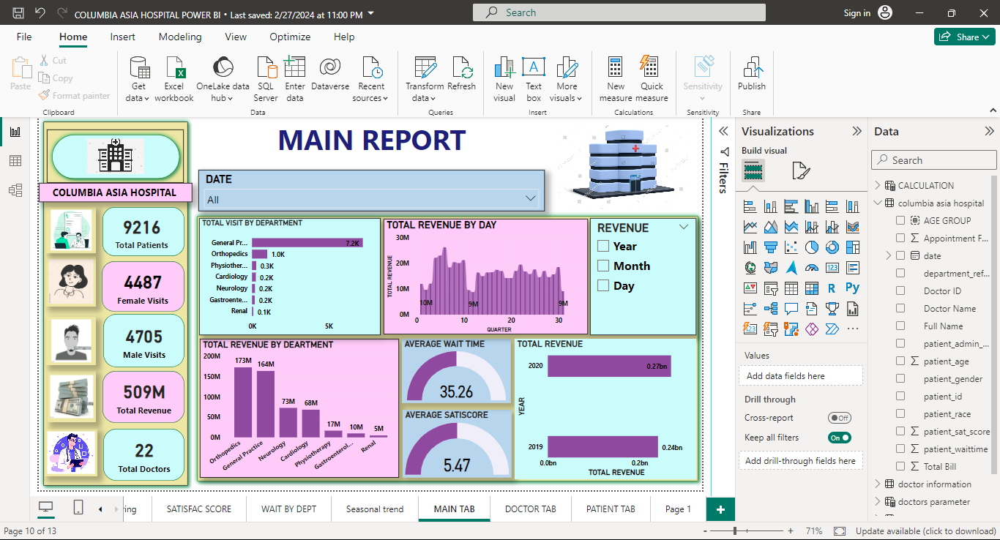 COLUMBIA ASIA HOSPITAL POWER BI • Last saved: 2/27/2024 at 11:00 PM
Search
Sign in
File Home Insert Modeling View Optimize Help
Share
Paste
Cut
Copy
Format painter
Clipboard
Get data
Excel workbook
OneLake data hub
SQL Server
Enter data
Dataverse
Recent sources
Data
Transform data
Refresh
Queries
New visual
Text box
More visuals
Insert
New measure
Quick measure
Calculations
Sensitivity
Sensitivity
Publish
Share
COLUMBIA ASIA HOSPITAL
9216
Total Patients
4487
Female Visits
4705
Male Visits
509M
Total Revenue
22
Total Doctors
MAIN REPORT
DATE
All
TOTAL VISIT BY DEPARTMENT
General Pr... 7.2K
Orthopedics 1.0K
Physiother... 0.3K
Cardiology 0.2K
Neurology 0.2K
Gastroente... 0.2K
Renal 0.1K
0K 5K
TOTAL REVENUE BY DAY
TOTAL REVENUE
30M
20M
10M
0M
10M 9M 9M
0 10 20 30
QUARTER
REVENUE
Year
Month
Day
TOTAL REVENUE BY DEARTMENT
200M
150M
100M
50M
0M
173M 164M 73M 68M 17M 10M 5M
Orthopedics General Practice Neurology Cardiology Physiotherapy Gastroenterol... Renal
AVERAGE WAIT TIME
35.26
AVERAGE SATISCORE
5.47
TOTAL REVENUE
YEAR
2020 0.27bn
2019 0.24bn
0.0bn 0.2bn
TOTAL REVENUE
Filters
Visualizations
Build visual
123
R
Py
123
...
Values
Add data fields here
Drill through
Cross-report Off
Keep all filters On
Add drill-through fields here
Data
Search
CALCULATION
columbia asia hospital
AGE GROUP
Appointment F...
date
department_ref...
Doctor ID
Doctor Name
Full Name
patient_admin_...
patient_age
patient_gender
patient_id
patient_race
patient_sat_score
patient_waittime
Total Bill
doctor information
doctors parameter
ing SATISFAC SCORE WAIT BY DEPT Seasonal trend MAIN TAB DOCTOR TAB PATIENT TAB Page 1
Page 10 of 13
- + 71%
Update available (click to download)